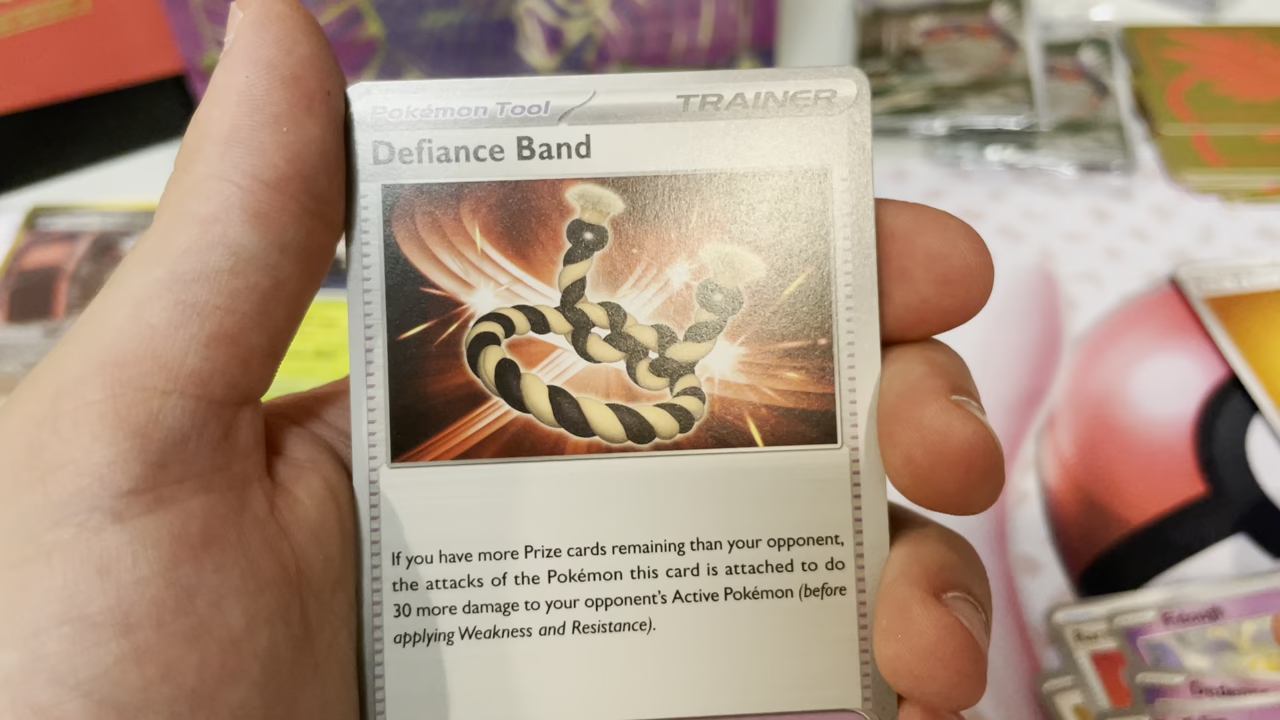 Pokémon Tool
TRAINER
Defiance Band
If you have more Prize cards remaining than your opponent,
the attacks of the Pokémon this card is attached to do
30 more damage to your opponent's Active Pokémon (before
applying Weakness and Resistance).